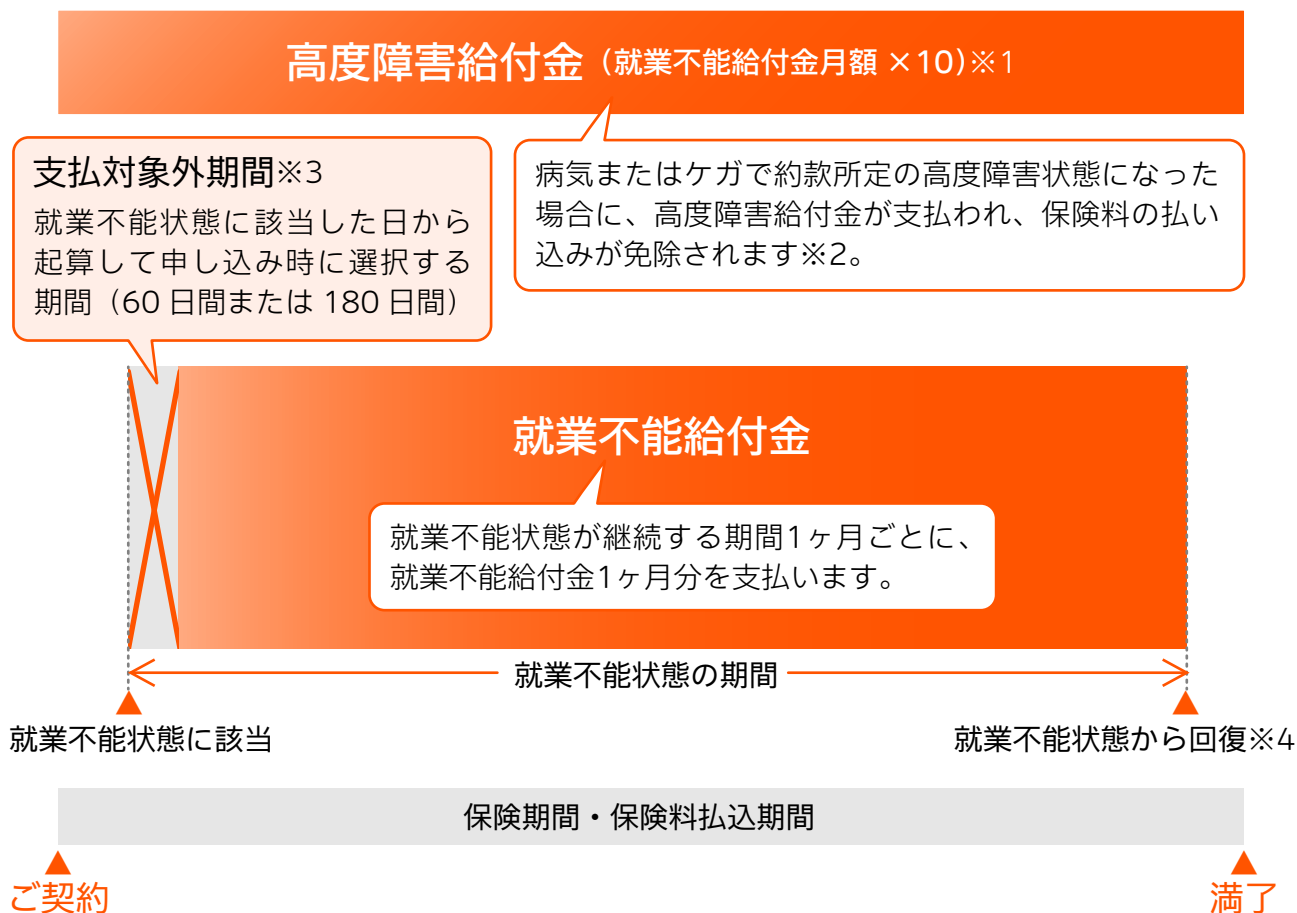 高度障害給付金（就業不能給付金月額 ×10）※1
支払対象外期間※3
就業不能状態に該当した日から
起算して申し込み時に選択する
期間（60 日間または 180 日間）
病気またはケガで約款所定の高度障害状態になった
場合に、高度障害給付金が支払われ、保険料の払い
込みが免除されます※2。
就業不能給付金
就業不能状態が継続する期間1ヶ月ごとに、
就業不能給付金1ヶ月分を支払います。
就業不能状態の期間
就業不能状態に該当
就業不能状態から回復※4
保険期間・保険料払込期間
ご契約
満了